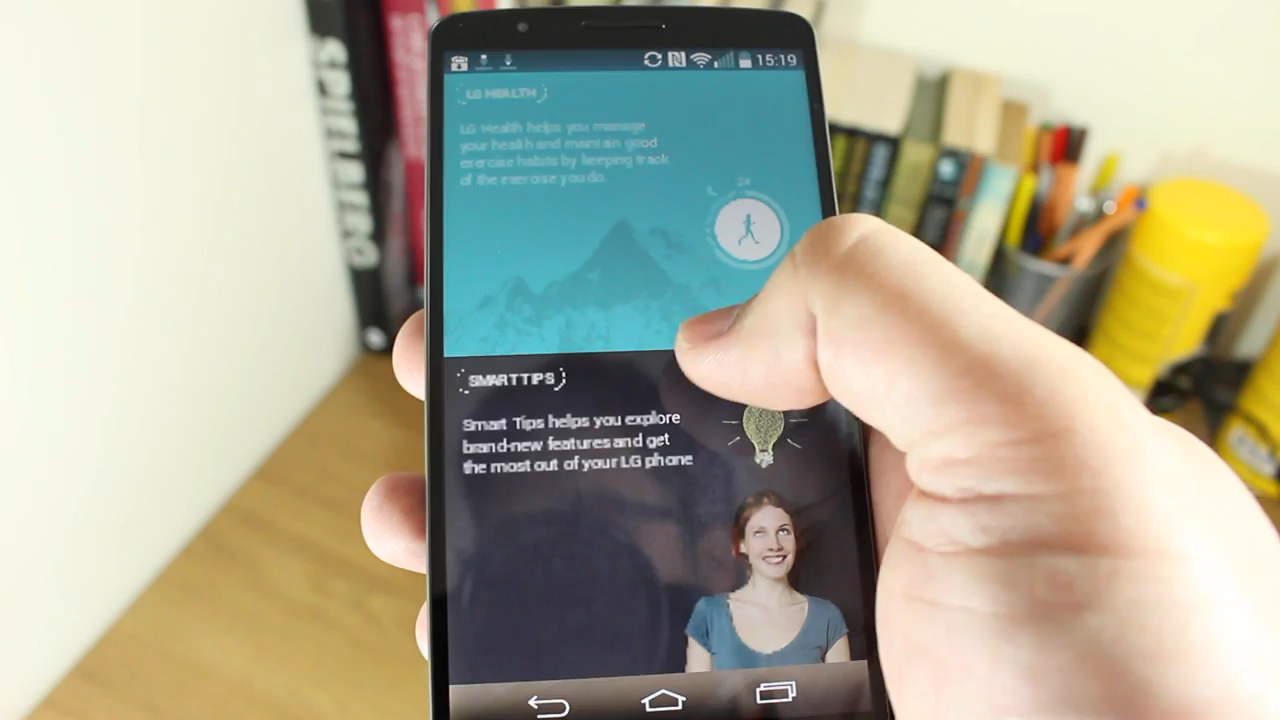 SPIELBERG
15:19
LG HEALTH
LG Health helps you manage
your health and maintain good
exercise habits by keeping track
of the exercise you do.
24
SMART TIPS
Smart Tips helps you explore
brand-new features and get
the most out of your LG phone